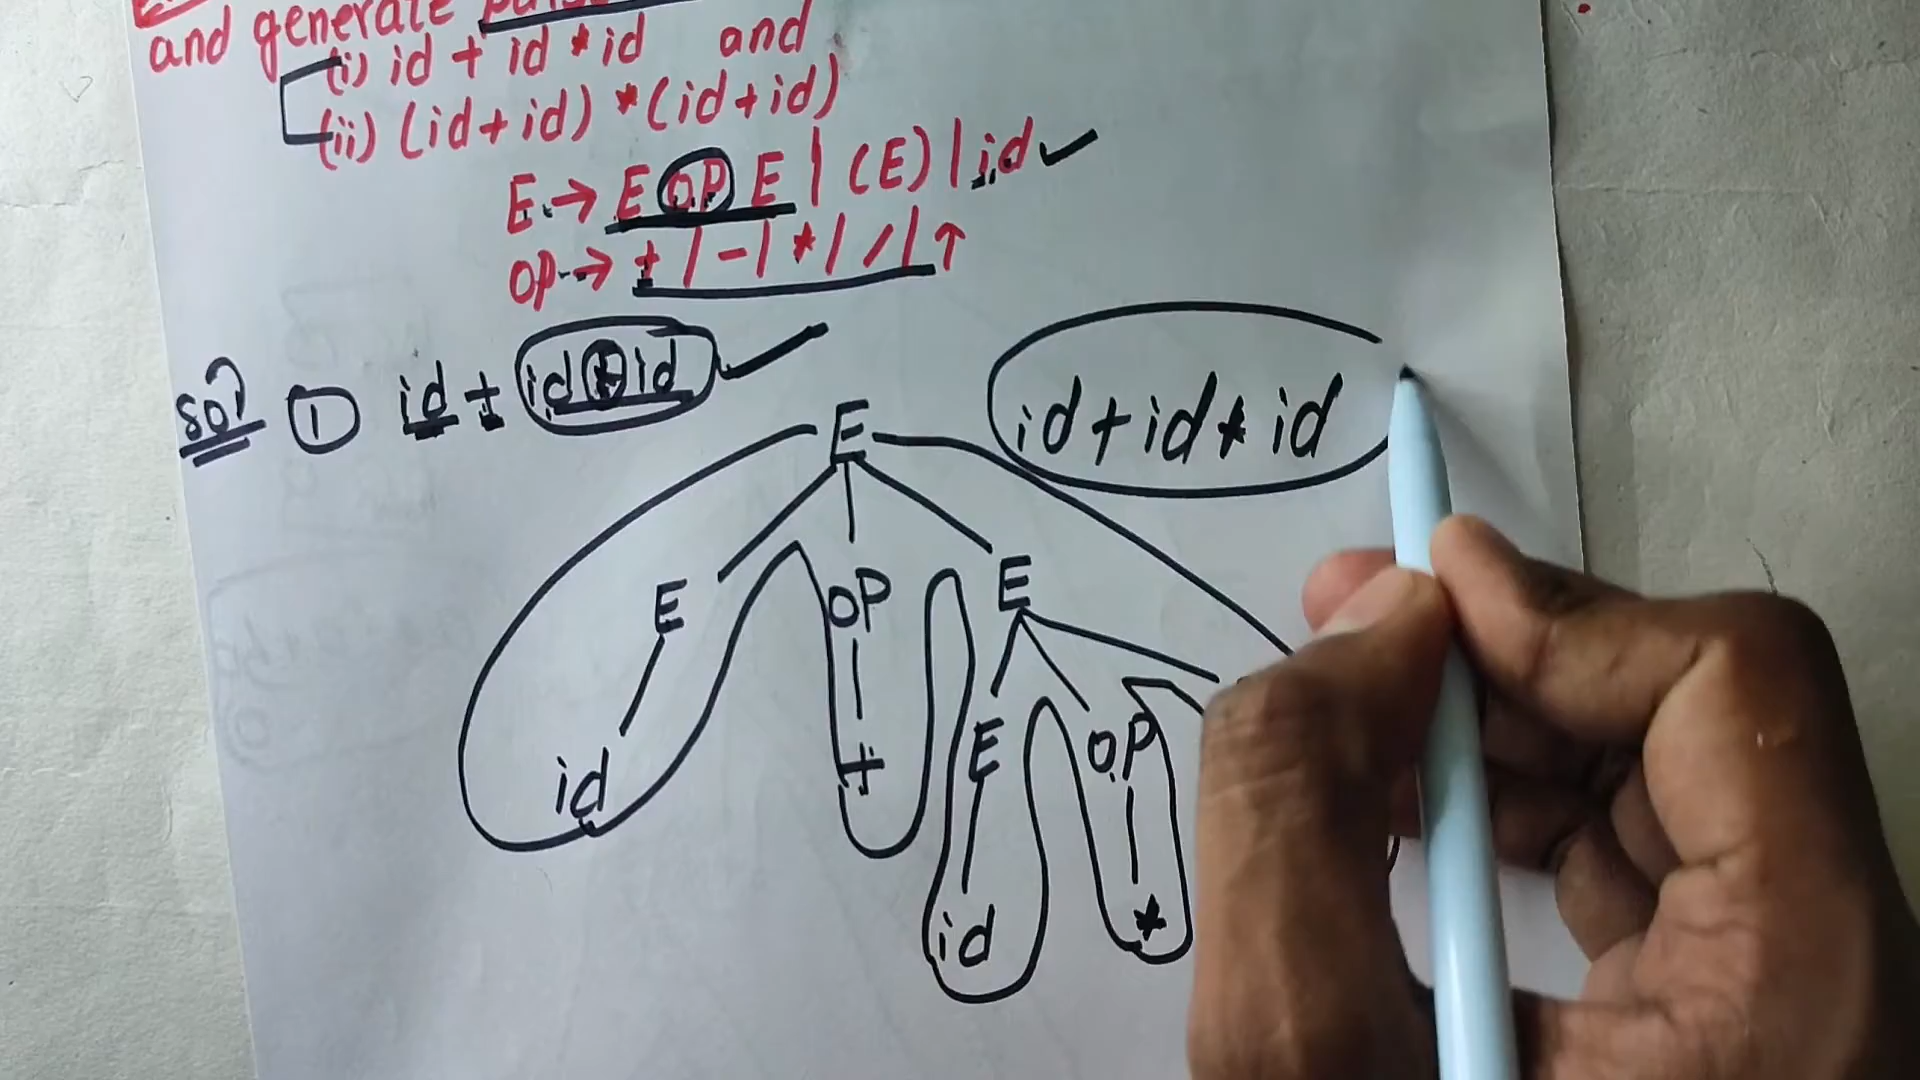 and generate
(i) id + id * id and
(ii) (id+id) *(id+id)
E → E OP E | (E) | id
OP → + | - | * | / | ↑
Sol ① id + id * id
id + id * id
E
E OP E
id + E OP
id *